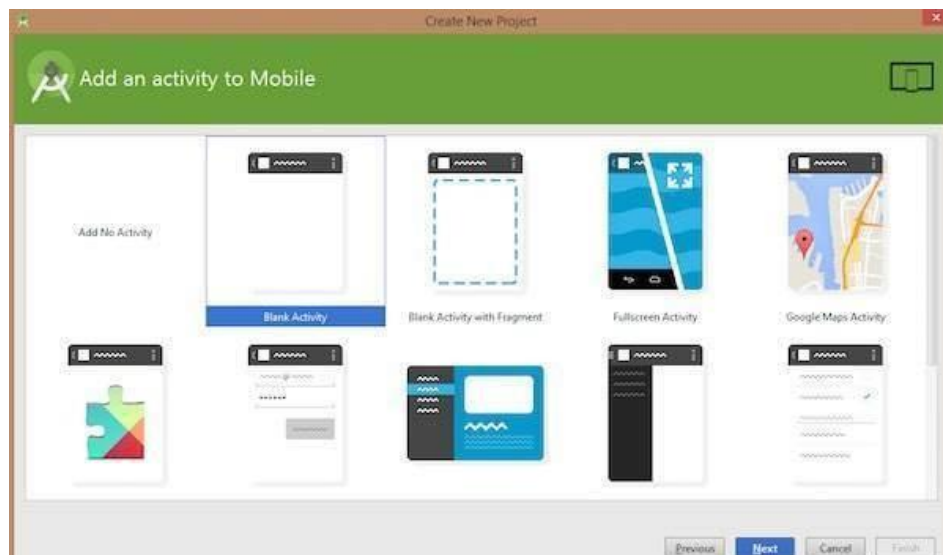 Create New Project
Add an activity to Mobile
Add No Activity
Blank Activity
Blank Activity with Fragment
Fullscreen Activity
Google Maps Activity
Previous
Next
Cancel
Finish